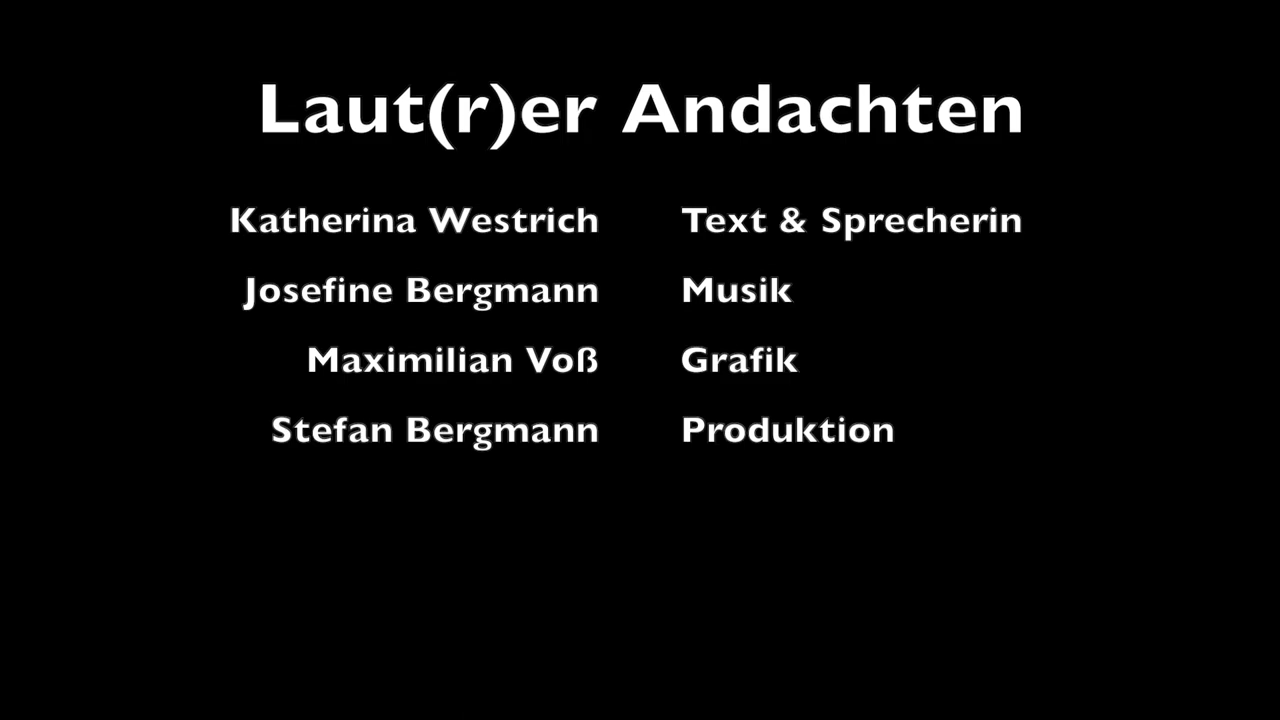 Laut(r)er Andachten
Katherina Westrich Text & Sprecherin
Josefine Bergmann Musik
Maximilian Voß Grafik
Stefan Bergmann Produktion